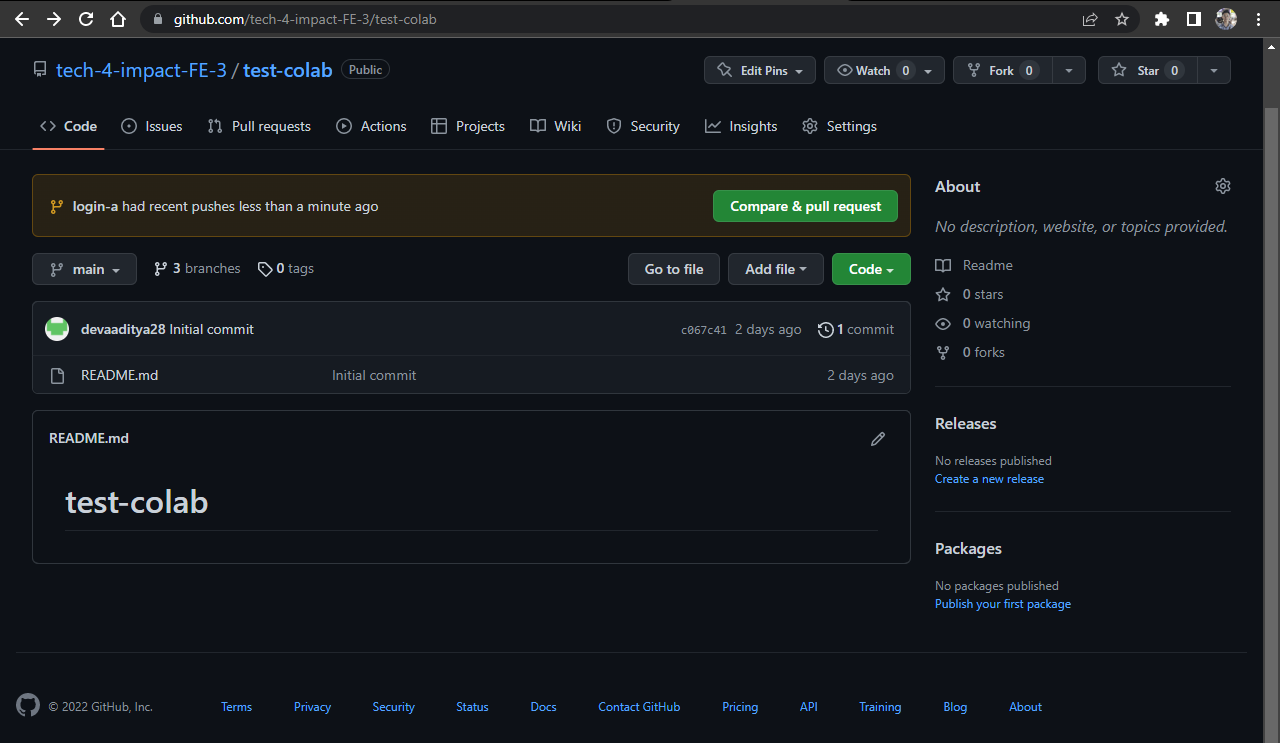 github.com/tech-4-impact-FE-3/test-colab
tech-4-impact-FE-3 / test-colab Public
Edit Pins Watch 0 Fork 0 Star 0
Code Issues Pull requests Actions Projects Wiki Security Insights Settings
login-a had recent pushes less than a minute ago Compare & pull request
main 3 branches 0 tags Go to file Add file Code
devaaditya28 Initial commit c067c41 2 days ago 1 commit
README.md Initial commit 2 days ago
README.md
test-colab
About
No description, website, or topics provided.
Readme
0 stars
0 watching
0 forks
Releases
No releases published
Create a new release
Packages
No packages published
Publish your first package
© 2022 GitHub, Inc. Terms Privacy Security Status Docs Contact GitHub Pricing API Training Blog About